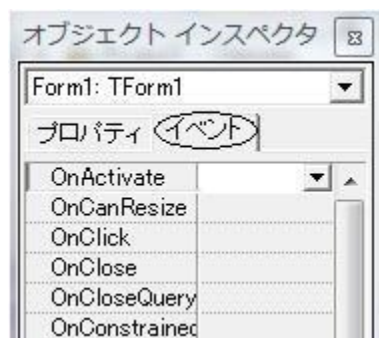 オブジェクト インスペクタ
Form1: TForm1
プロパティ イベント
OnActivate
OnCanResize
OnClick
OnClose
OnCloseQuery
OnConstrained